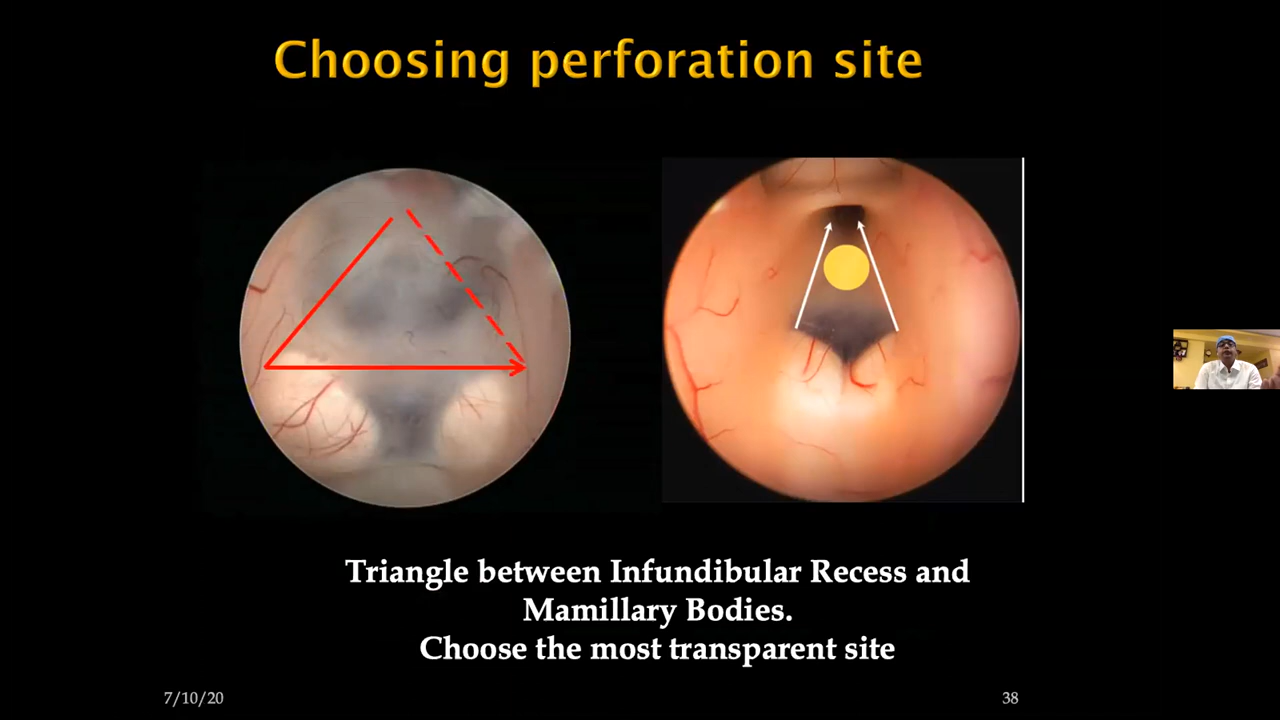 Choosing perforation site
Triangle between Infundibular Recess and
Mamillary Bodies.
Choose the most transparent site
7/10/20
38